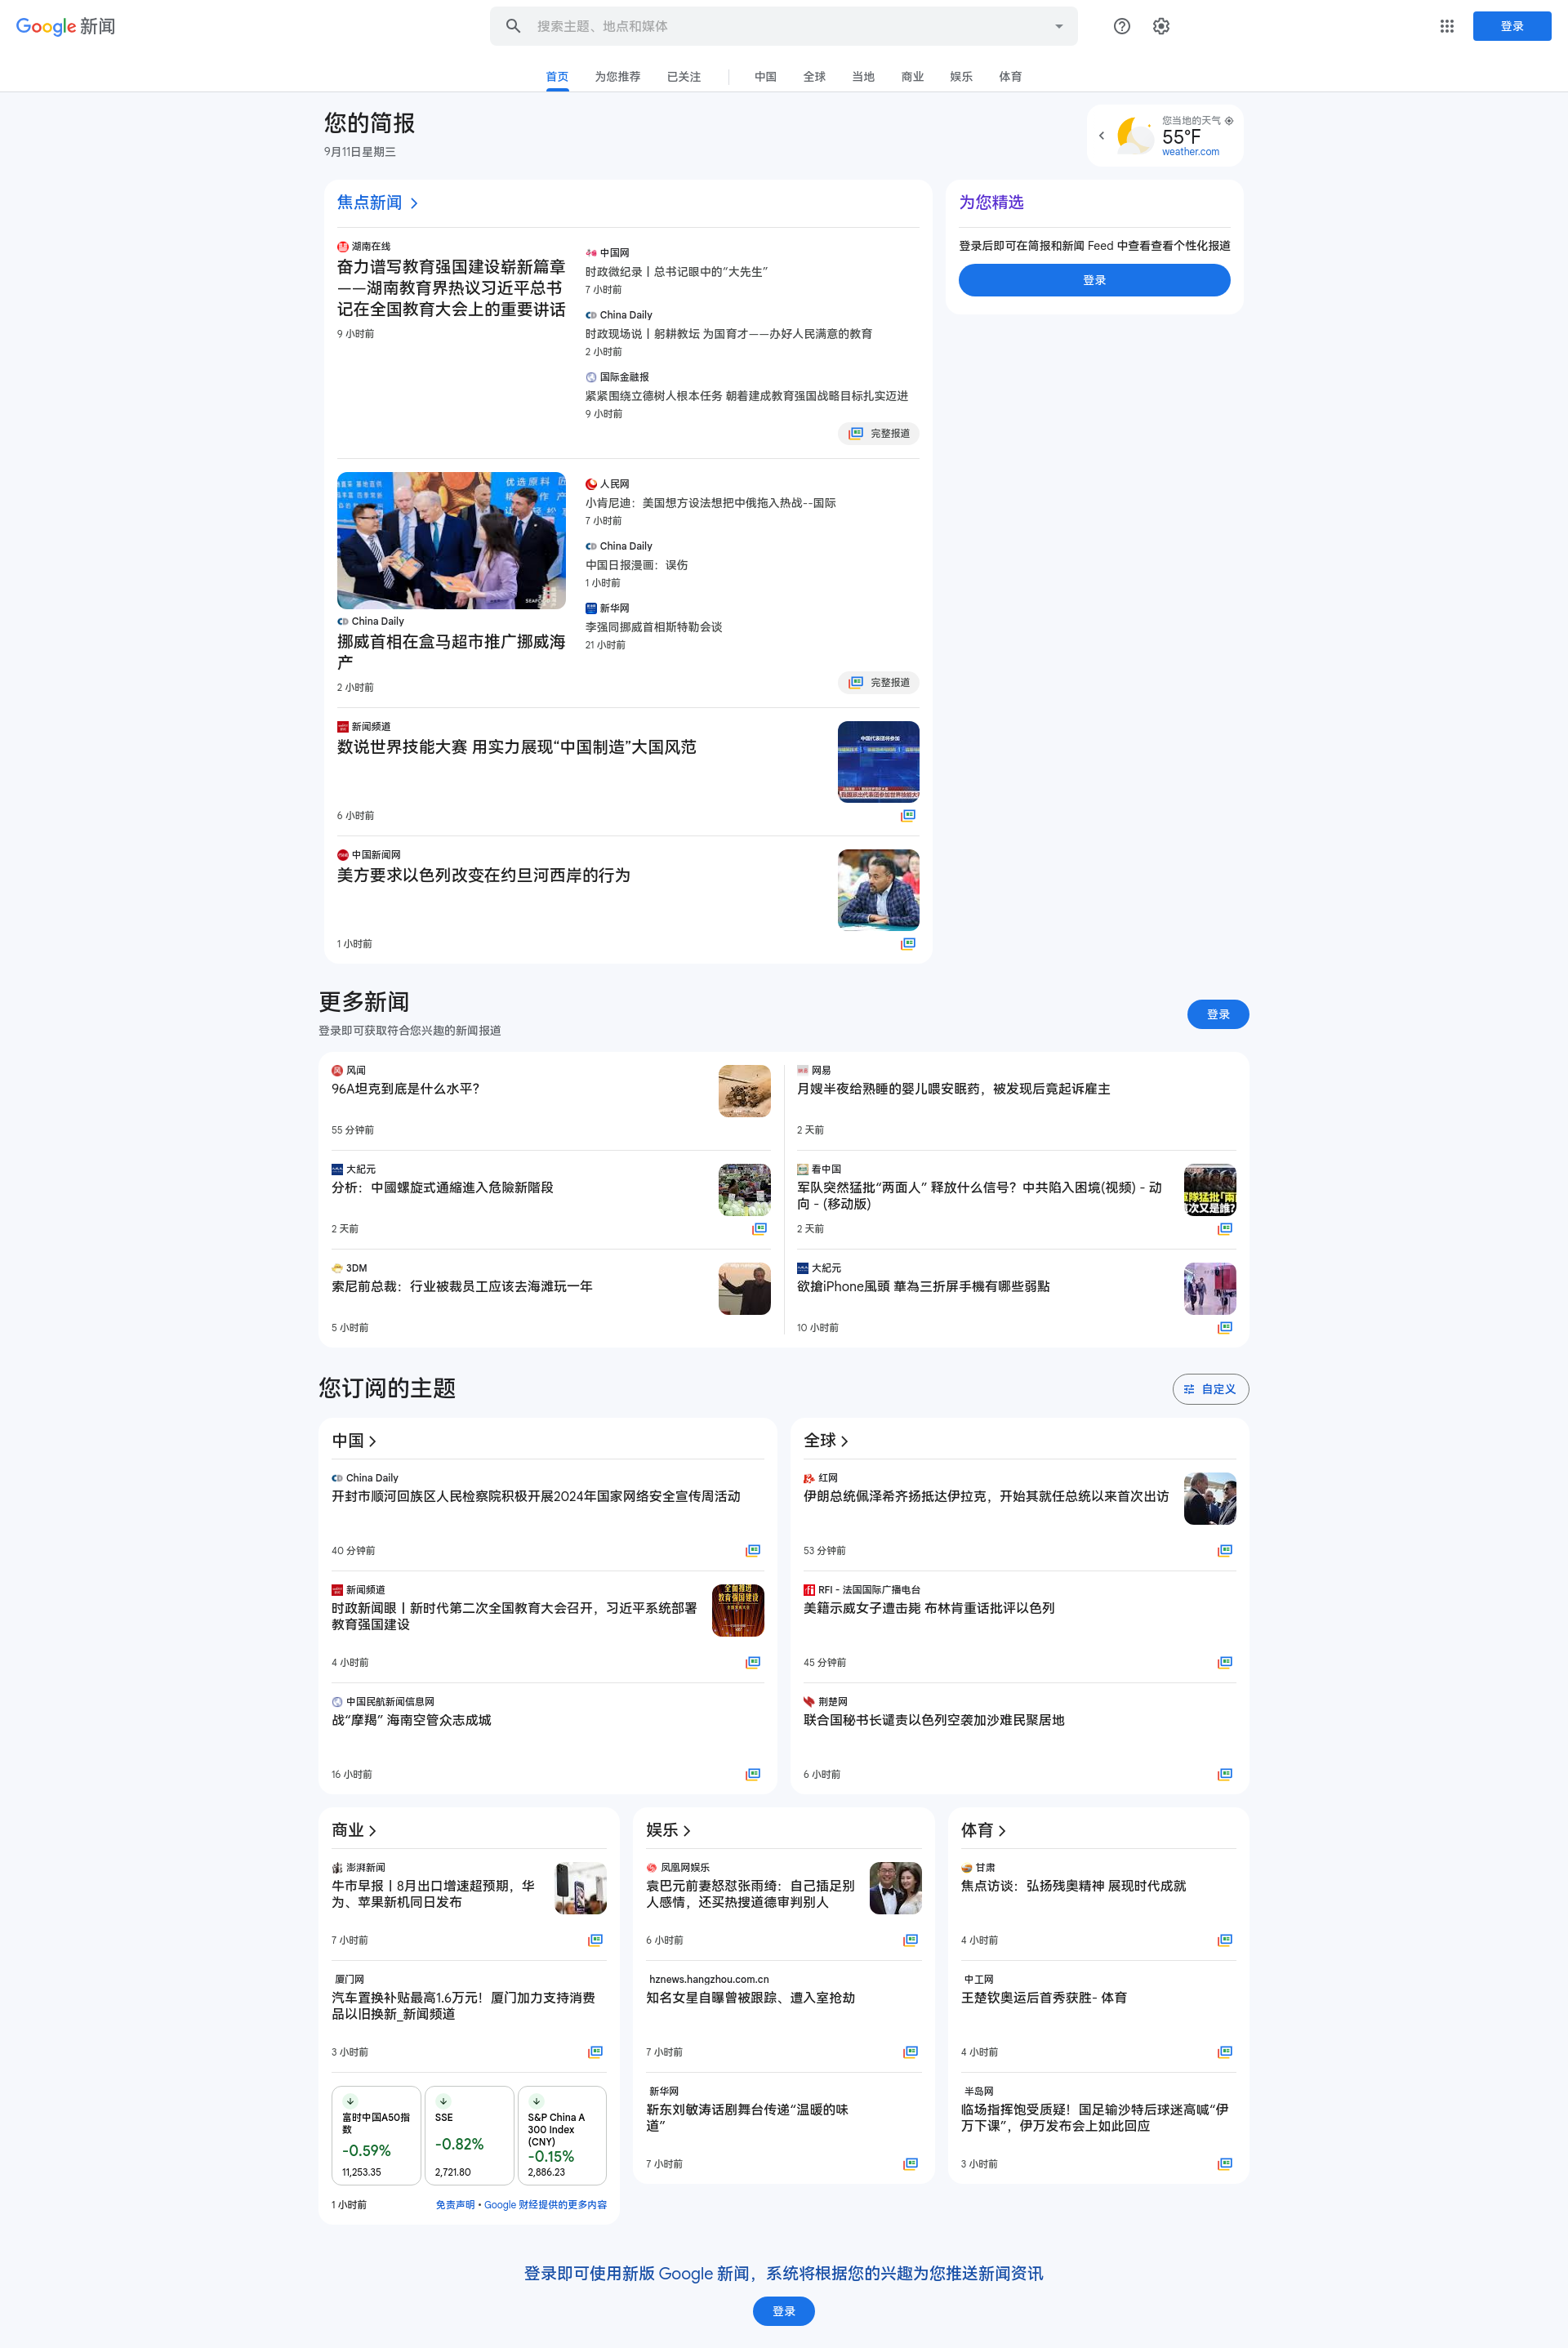 Google 新闻
搜索主题、地点和媒体
登录
首页
为您推荐
已关注
中国
全球
当地
商业
娱乐
体育
您的简报
9月11日星期三
您当地的天气
55°F
weather.com
焦点新闻
湖南在线
奋力谱写教育强国建设崭新篇章
——湖南教育界热议习近平总书
记在全国教育大会上的重要讲话
9 小时前
中国网
时政微纪录丨总书记眼中的“大先生”
7 小时前
China Daily
时政现场说丨躬耕教坛 为国育才——办好人民满意的教育
2 小时前
国际金融报
紧紧围绕立德树人根本任务 朝着建成教育强国战略目标扎实迈进
9 小时前
完整报道
为您精选
登录后即可在简报和新闻 Feed 中查看查看个性化报道
登录
优选原料
China Daily
挪威首相在盒马超市推广挪威海
产
2 小时前
人民网
小肯尼迪：美国想方设法想把中俄拖入热战--国际
7 小时前
China Daily
中国日报漫画：误伤
1 小时前
新华网
李强同挪威首相斯特勒会谈
21 小时前
完整报道
新闻频道
数说世界技能大赛 用实力展现“中国制造”大国风范
6 小时前
中国代表团将参加
中国新闻网
美方要求以色列改变在约旦河西岸的行为
1 小时前
更多新闻
登录即可获取符合您兴趣的新闻报道
登录
风闻
96A坦克到底是什么水平？
55 分钟前
网易
月嫂半夜给熟睡的婴儿喂安眠药，被发现后竟起诉雇主
2 天前
大紀元
分析：中國螺旋式通縮進入危險新階段
2 天前
看中国
军队突然猛批“两面人” 释放什么信号？中共陷入困境(视频) - 动
向 - (移动版)
2 天前
3DM
索尼前总裁：行业被裁员工应该去海滩玩一年
5 小时前
大紀元
欲搶iPhone風頭 華為三折屏手機有哪些弱點
10 小时前
您订阅的主题
自定义
中国
China Daily
开封市顺河回族区人民检察院积极开展2024年国家网络安全宣传周活动
40 分钟前
新闻频道
时政新闻眼丨新时代第二次全国教育大会召开，习近平系统部署
教育强国建设
4 小时前
中国民航新闻信息网
战“摩羯” 海南空管众志成城
16 小时前
全球
红网
伊朗总统佩泽希齐扬抵达伊拉克，开始其就任总统以来首次出访
53 分钟前
RFI - 法国国际广播电台
美籍示威女子遭击毙 布林肯重话批评以色列
45 分钟前
荆楚网
联合国秘书长谴责以色列空袭加沙难民聚居地
6 小时前
商业
澎湃新闻
牛市早报丨8月出口增速超预期，华
为、苹果新机同日发布
7 小时前
厦门网
汽车置换补贴最高1.6万元！厦门加力支持消费
品以旧换新_新闻频道
3 小时前
富时中国A50指
数
-0.59%
11,253.35
SSE
-0.82%
2,721.80
S&P China A
300 Index
(CNY)
-0.15%
2,886.23
1 小时前
免责声明 • Google 财经提供的更多内容
娱乐
凤凰网娱乐
袁巴元前妻怒怼张雨绮：自己插足别
人感情，还买热搜道德审判别人
6 小时前
hznews.hangzhou.com.cn
知名女星自曝曾被跟踪、遭入室抢劫
7 小时前
新华网
靳东刘敏涛话剧舞台传递“温暖的味
道”
7 小时前
体育
甘肃
焦点访谈：弘扬残奥精神 展现时代成就
4 小时前
中工网
王楚钦奥运后首秀获胜- 体育
4 小时前
半岛网
临场指挥饱受质疑！国足输沙特后球迷高喊“伊
万下课”，伊万发布会上如此回应
3 小时前
登录即可使用新版 Google 新闻，系统将根据您的兴趣为您推送新闻资讯
登录